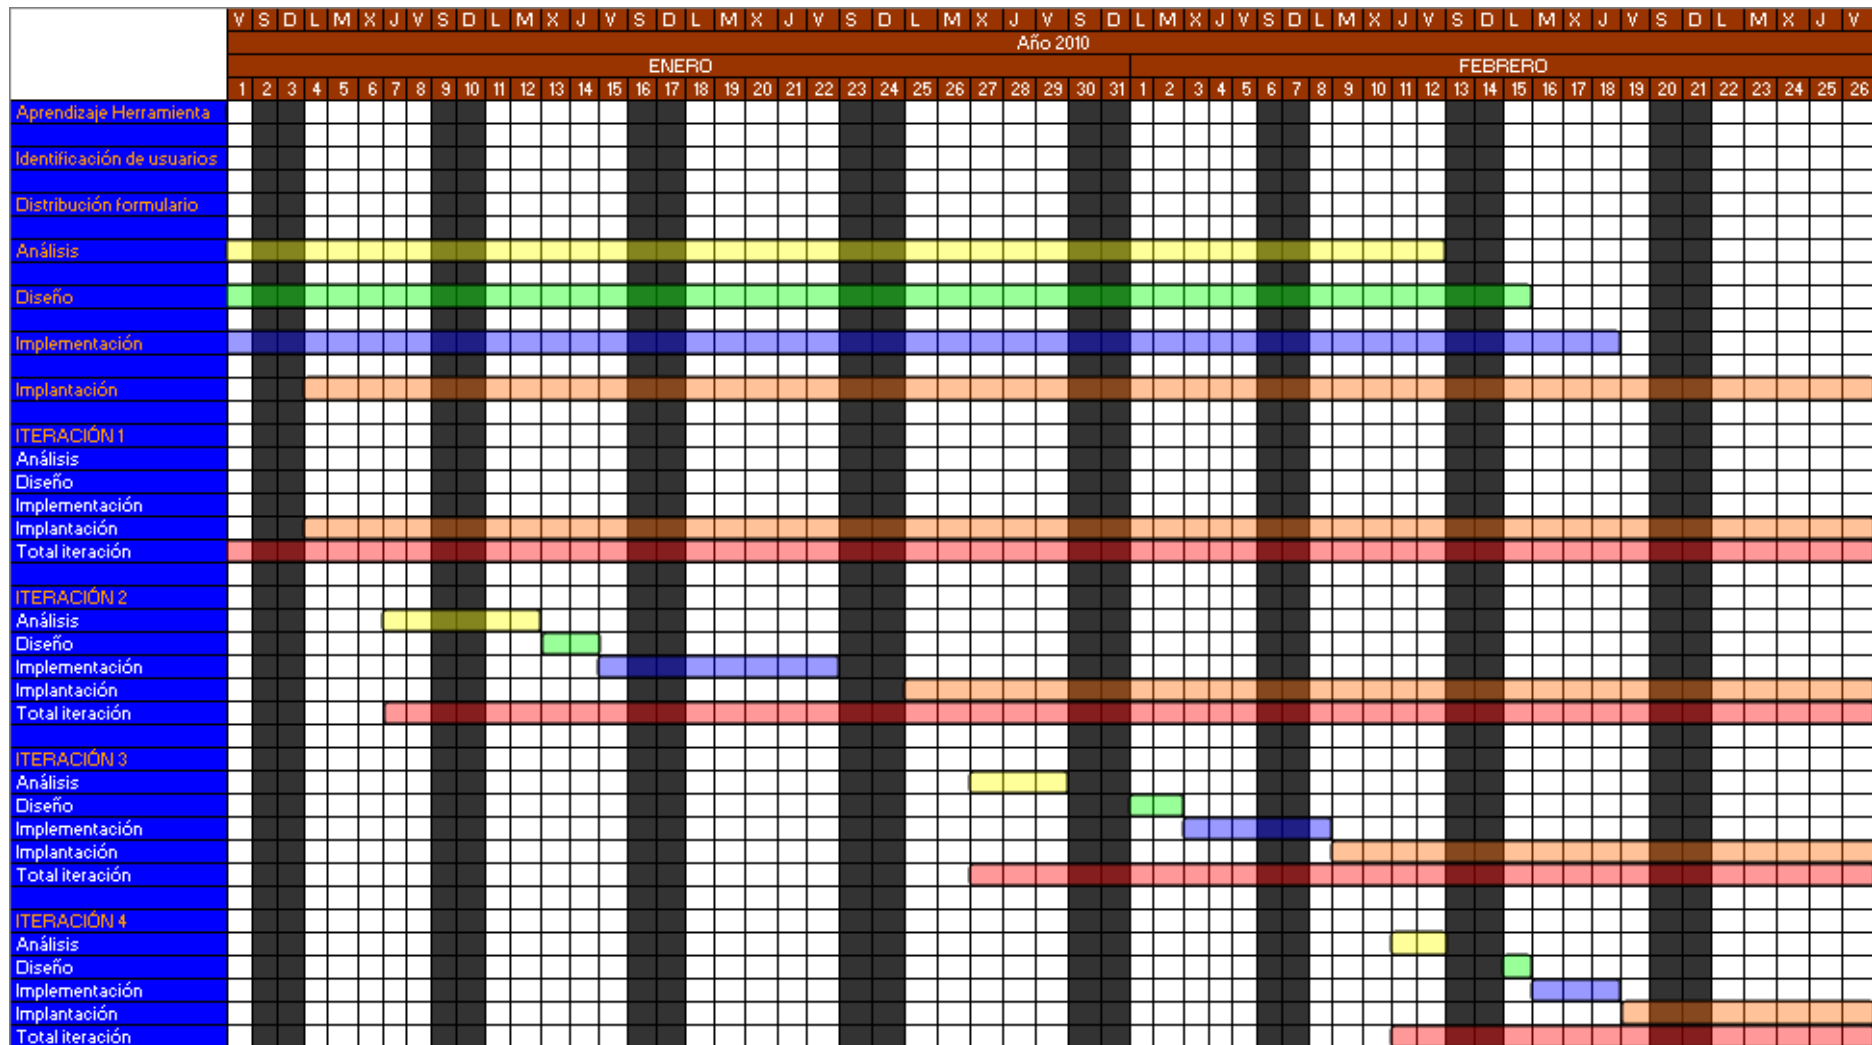 V S D L M X J V S D L M X J V S D L M X J V S D L M X J V S D L M X J V S D L M X J V S D L M X J V S D L M X J V
Año 2010
ENERO FEBRERO
1 2 3 4 5 6 7 8 9 10 11 12 13 14 15 16 17 18 19 20 21 22 23 24 25 26 27 28 29 30 31 1 2 3 4 5 6 7 8 9 10 11 12 13 14 15 16 17 18 19 20 21 22 23 24 25 26
Aprendizaje Herramienta
Identificación de usuarios
Distribución formulario
Análisis
Diseño
Implementación
Implantación
ITERACIÓN 1
Análisis
Diseño
Implementación
Implantación
Total iteración
ITERACIÓN 2
Análisis
Diseño
Implementación
Implantación
Total iteración
ITERACIÓN 3
Análisis
Diseño
Implementación
Implantación
Total iteración
ITERACIÓN 4
Análisis
Diseño
Implementación
Implantación
Total iteración